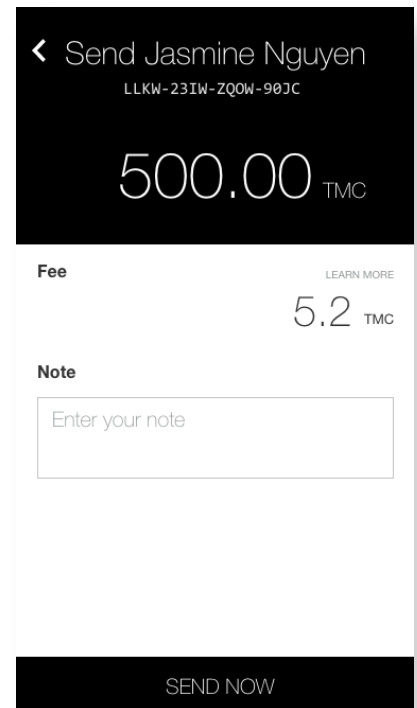 Send Jasmine Nguyen
LLKW-23IW-ZQOW-90JC
500.00 TMC
Fee
LEARN MORE
5.2 TMC
Note
Enter your note
SEND NOW